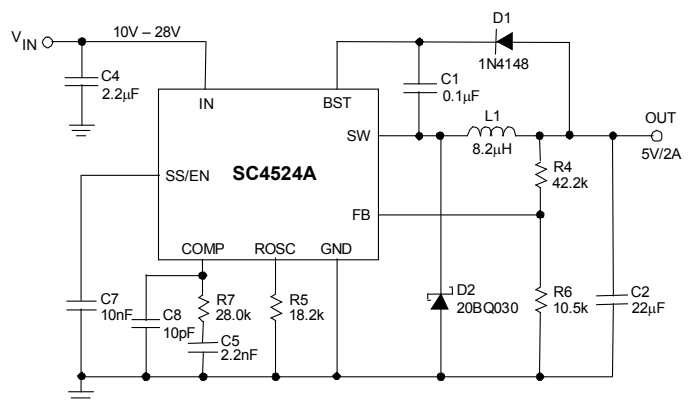 D1
V IN
10V – 28V
1N4148
C4
2.2µF
C1
0.1µF
IN
BST
OUT
L1
SW
8.2µH
5V/2A
R4
42.2k
SS/EN
SC4524A
FB
COMP
ROSC
GND
C7
10nF
C8
10pF
R7
28.0k
R5
18.2k
D2
20BQ030
R6
10.5k
C2
22µF
C5
2.2nF